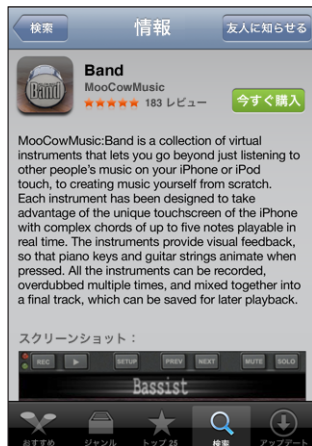 検索
情報
友人に知らせる
Band
Band
MooCowMusic
183 レビュー
今すぐ購入
MooCowMusic:Band is a collection of virtual
instruments that lets you go beyond just listening to
other people's music on your iPhone or iPod
touch, to creating music yourself from scratch.
Each instrument has been designed to take
advantage of the unique touchscreen of the iPhone
with complex chords of up to five notes playable in
real time. The instruments provide visual feedback,
so that piano keys and guitar strings animate when
pressed. All the instruments can be recorded,
overdubbed multiple times, and mixed together into
a final track, which can be saved for later playback.
スクリーンショット：
REC SETUP PREV NEXT MUTE SOLO
Bassist
おすすめ ジャンル トップ 25 検索 アップデート